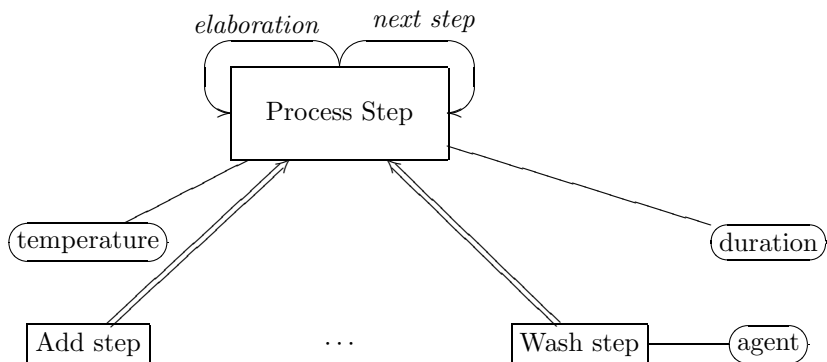 elaboration
next step
Process Step
temperature
duration
Add step
...
Wash step
agent